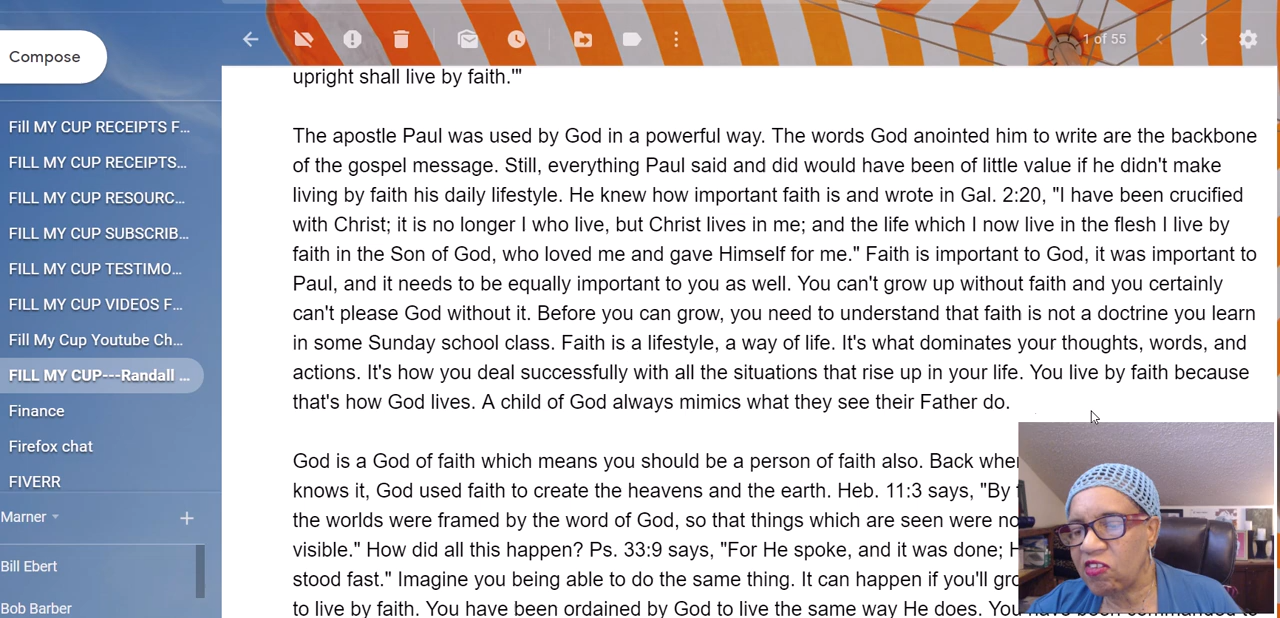 1 of 55
Compose
Fill MY CUP RECEIPTS F...
FILL MY CUP RECEIPTS...
FILL MY CUP RESOURC...
FILL MY CUP SUBSCRIB...
FILL MY CUP TESTIMO...
FILL MY CUP VIDEOS F...
Fill My Cup Youtube Ch...
FILL MY CUP---Randall ...
Finance
Firefox chat
FIVERR
Marner
Bill Ebert
Bob Barber
upright shall live by faith.'"
The apostle Paul was used by God in a powerful way. The words God anointed him to write are the backbone
of the gospel message. Still, everything Paul said and did would have been of little value if he didn't make
living by faith his daily lifestyle. He knew how important faith is and wrote in Gal. 2:20, "I have been crucified
with Christ; it is no longer I who live, but Christ lives in me; and the life which I now live in the flesh I live by
faith in the Son of God, who loved me and gave Himself for me." Faith is important to God, it was important to
Paul, and it needs to be equally important to you as well. You can't grow up without faith and you certainly
can't please God without it. Before you can grow, you need to understand that faith is not a doctrine you learn
in some Sunday school class. Faith is a lifestyle, a way of life. It's what dominates your thoughts, words, and
actions. It's how you deal successfully with all the situations that rise up in your life. You live by faith because
that's how God lives. A child of God always mimics what they see their Father do.
God is a God of faith which means you should be a person of faith also. Back
knows it, God used faith to create the heavens and the earth. Heb. 11:3 says, "By
the worlds were framed by the word of God, so that things which are seen were
visible." How did all this happen? Ps. 33:9 says, "For He spoke, and it was done;
stood fast." Imagine you being able to do the same thing. It can happen if you'll
to live by faith. You have been ordained by God to live the same way He does. You have been commanded to